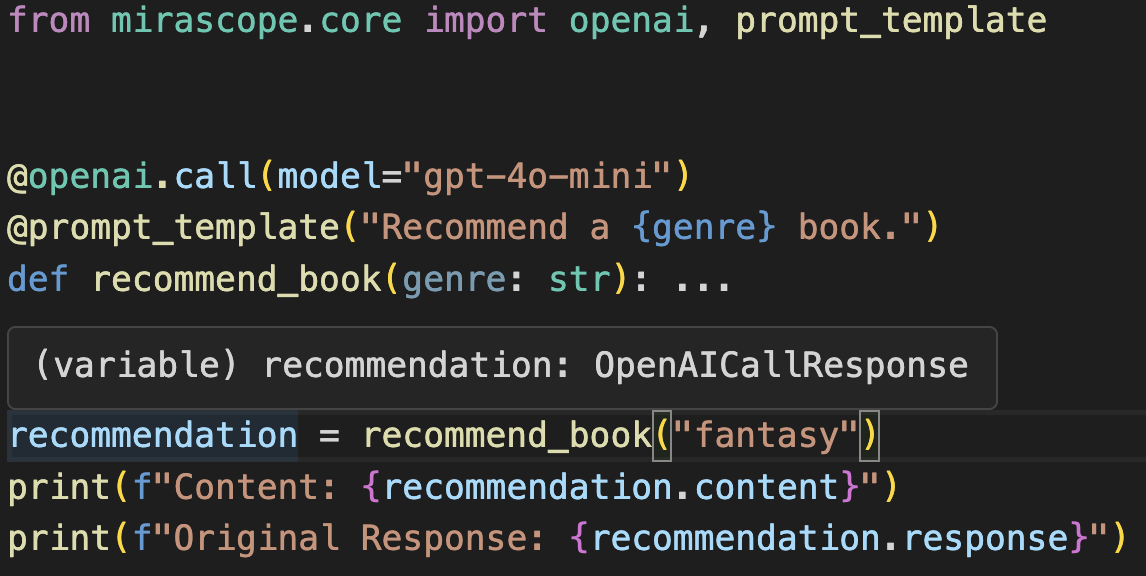 from mirascope.core import openai, prompt_template
@openai.call(model="gpt-4o-mini")
@prompt_template("Recommend a {genre} book.")
def recommend_book(genre: str): ...
(variable) recommendation: OpenAICallResponse
recommendation = recommend_book("fantasy")
print(f"Content: {recommendation.content}")
print(f"Original Response: {recommendation.response}")